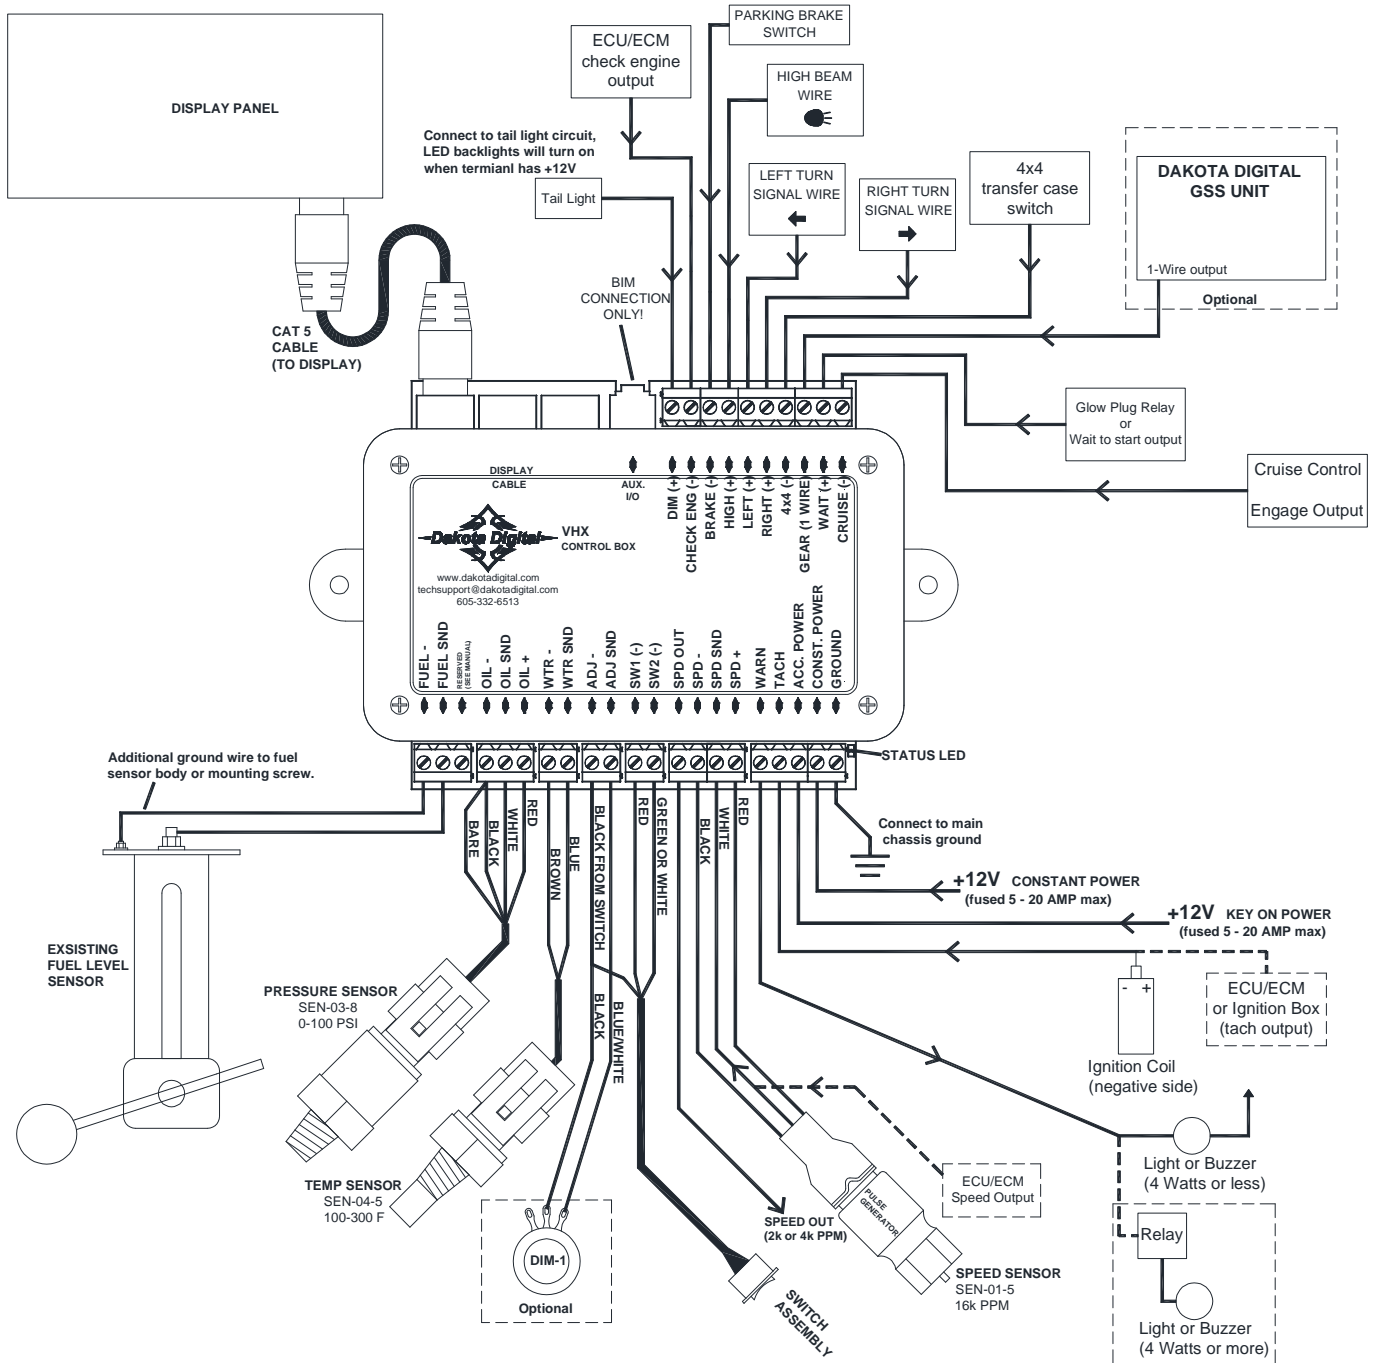 DISPLAY PANEL
ECU/ECM
check engine
output
PARKING BRAKE
SWITCH
HIGH BEAM
WIRE
Connect to tail light circuit,
LED backlights will turn on
when termianl has +12V
Tail Light
LEFT TURN
SIGNAL WIRE
RIGHT TURN
SIGNAL WIRE
4x4
transfer case
switch
DAKOTA DIGITAL
GSS UNIT
1-Wire output
Optional
BIM
CONNECTION
ONLY!
CAT 5
CABLE
(TO DISPLAY)
Glow Plug Relay
or
Wait to start output
Cruise Control
Engage Output
DISPLAY
CABLE
AUX.
I/O
DIM (+)
CHECK ENG (-)
BRAKE (-)
HIGH (+)
LEFT (+)
RIGHT (+)
4x4 (-)
GEAR (1 WIRE)
WAIT (+)
CRUISE (-)
Dakota Digital
VHX
CONTROL BOX
www.dakotadigital.com
techsupport@dakotadigital.com
605-332-6513
FUEL -
FUEL SND
RESERVED
(SEE MANUAL)
OIL -
OIL SND
OIL +
WTR -
WTR SND
ADJ -
ADJ SND
SW1 (-)
SW2 (-)
SPD OUT
SPD -
SPD SND
SPD +
WARN
TACH
ACC. POWER
CONST. POWER
GROUND
STATUS LED
Additional ground wire to fuel
sensor body or mounting screw.
BARE
BLACK
WHITE
RED
BROWN
BLUE
BLACK FROM SWITCH
BLACK
BLUE/WHITE
RED
GREEN OR WHITE
BLACK
WHITE
RED
Connect to main
chassis ground
+12V CONSTANT POWER
(fused 5 - 20 AMP max)
+12V KEY ON POWER
(fused 5 - 20 AMP max)
EXSISTING
FUEL LEVEL
SENSOR
PRESSURE SENSOR
SEN-03-8
0-100 PSI
TEMP SENSOR
SEN-04-5
100-300 F
- +
Ignition Coil
(negative side)
ECU/ECM
or Ignition Box
(tach output)
DIM-1
Optional
SWITCH
ASSEMBLY
SPEED OUT
(2k or 4k PPM)
PULSE
GENERATOR
ECU/ECM
Speed Output
SPEED SENSOR
SEN-01-5
16k PPM
Light or Buzzer
(4 Watts or less)
Relay
Light or Buzzer
(4 Watts or more)